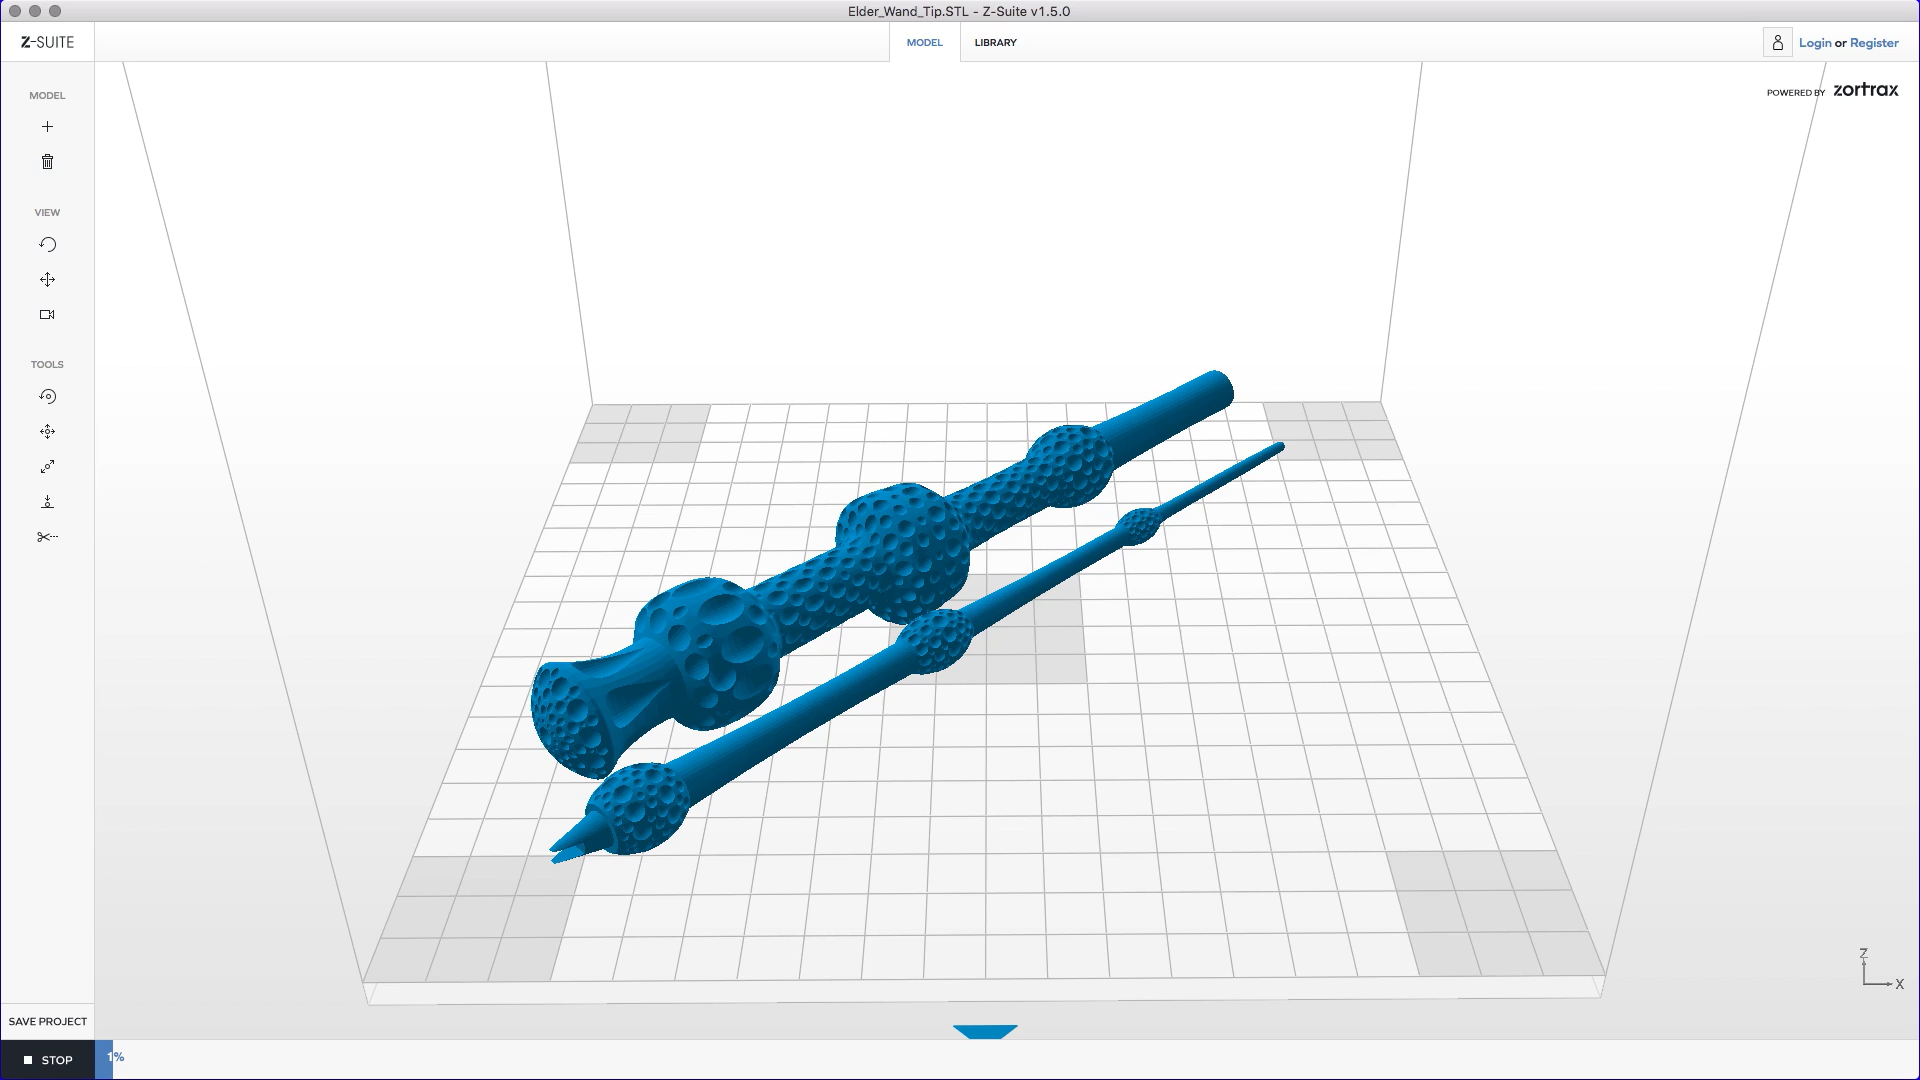 Elder_Wand_Tip.STL - Z-Suite v1.5.0
Z-SUITE
MODEL
LIBRARY
Login or Register
POWERED BY zortrax
MODEL
VIEW
TOOLS
Z
X
SAVE PROJECT
STOP
1%